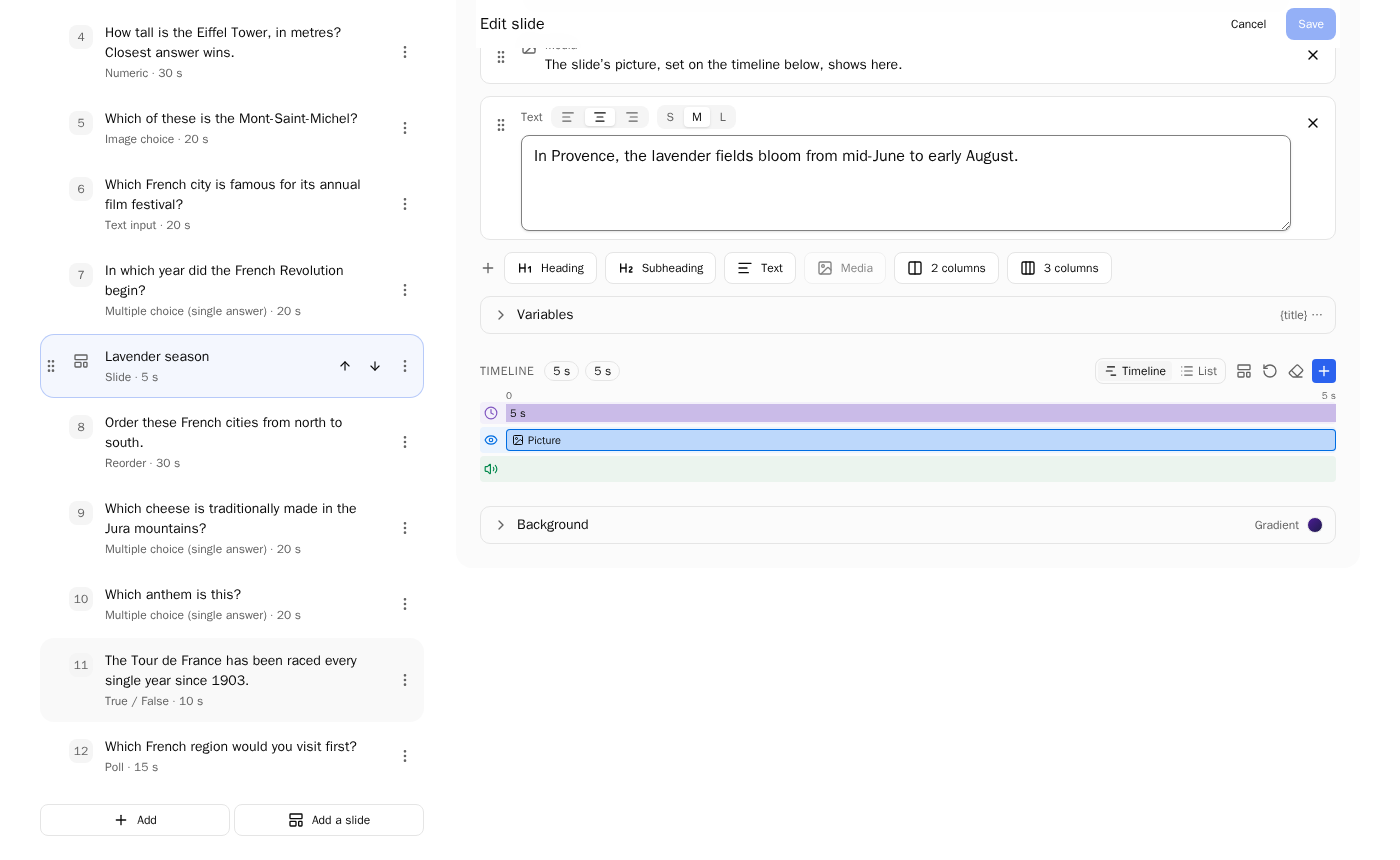 4
How tall is the Eiffel Tower, in metres?
Closest answer wins.
Numeric · 30 s
5
Which of these is the Mont-Saint-Michel?
Image choice · 20 s
6
Which French city is famous for its annual
film festival?
Text input · 20 s
7
In which year did the French Revolution
begin?
Multiple choice (single answer) · 20 s
Lavender season
Slide · 5 s
8
Order these French cities from north to
south.
Reorder · 30 s
9
Which cheese is traditionally made in the
Jura mountains?
Multiple choice (single answer) · 20 s
10
Which anthem is this?
Multiple choice (single answer) · 20 s
11
The Tour de France has been raced every
single year since 1903.
True / False · 10 s
12
Which French region would you visit first?
Poll · 15 s
Add
Add a slide
Edit slide
Cancel
Save
Media
The slide’s picture, set on the timeline below, shows here.
Text
S M L
In Provence, the lavender fields bloom from mid-June to early August.
H1 Heading
H2 Subheading
Text
Media
2 columns
3 columns
Variables
{title} ···
TIMELINE
5 s
5 s
Timeline
List
0
5 s
5 s
Picture
Background
Gradient